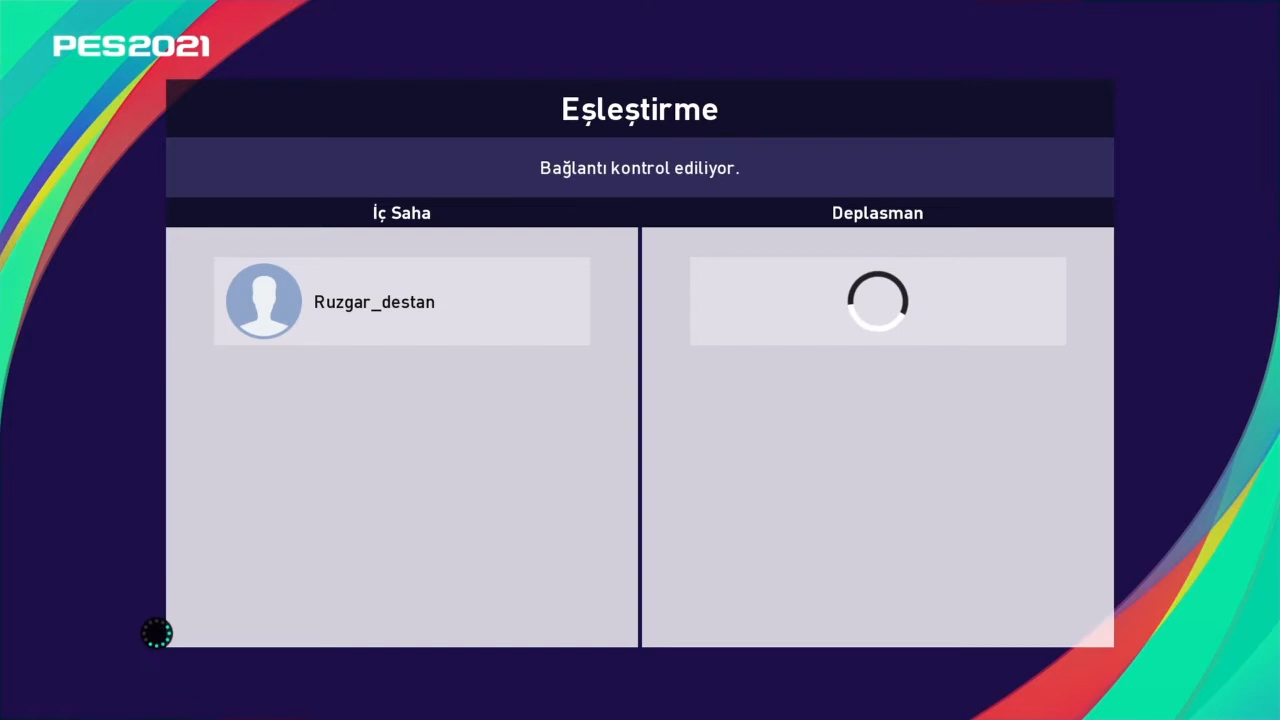 PES2021
Eşleştirme
Bağlantı kontrol ediliyor.
İç Saha
Deplasman
Ruzgar_destan